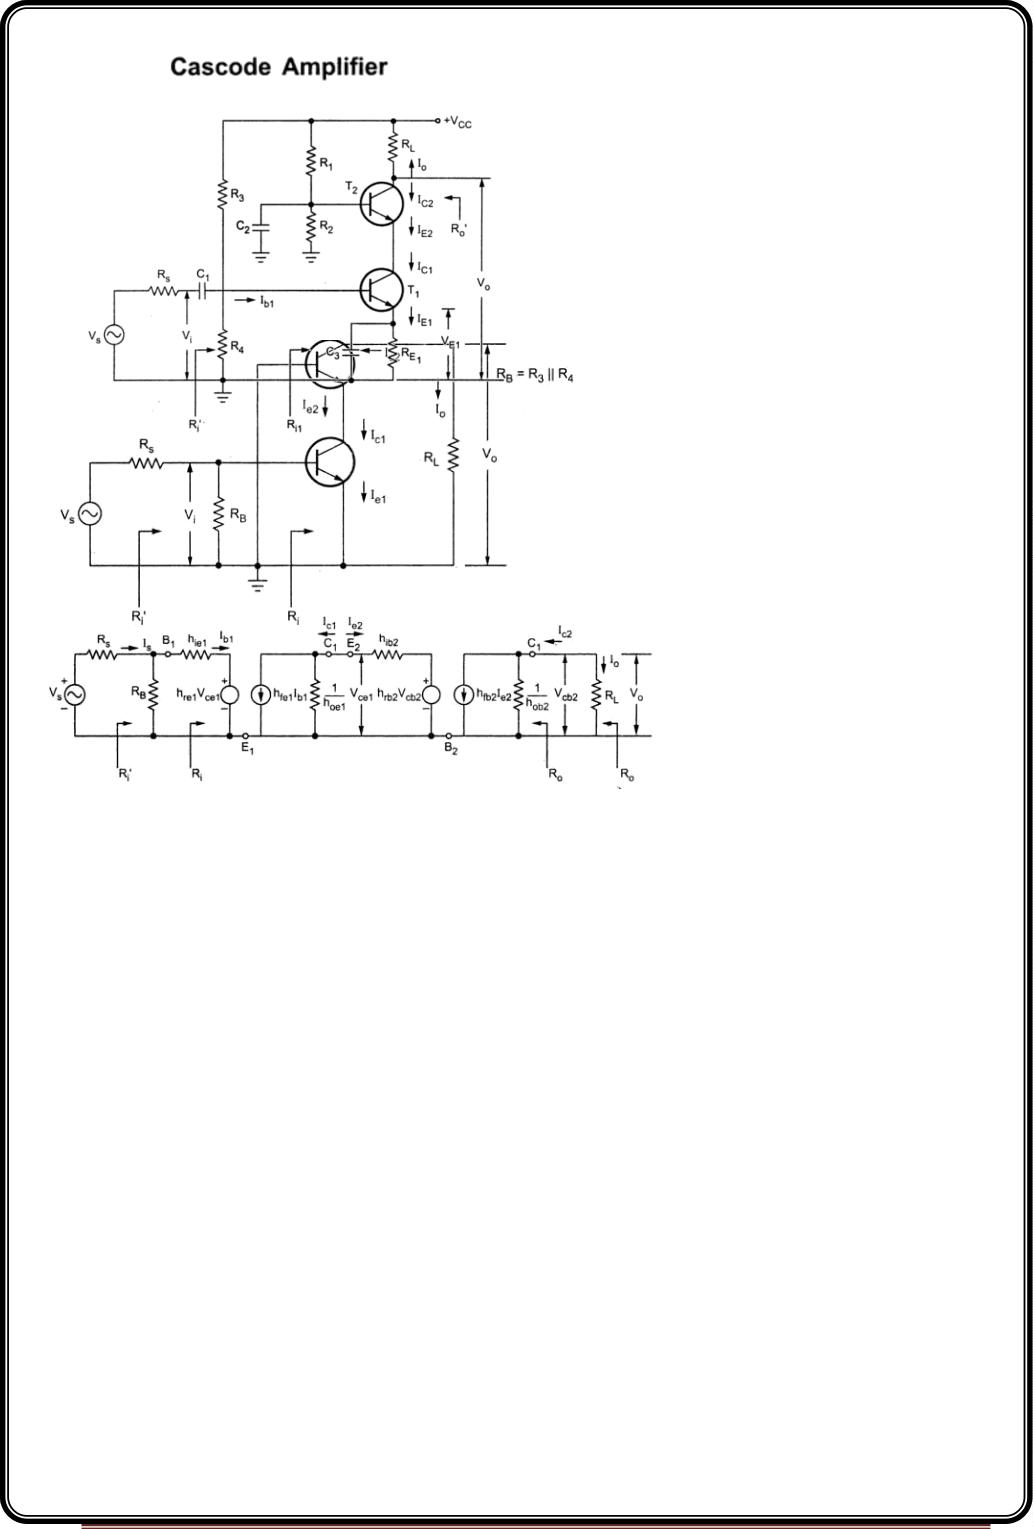 Cascode Amplifier
+VCC
RL
Io
R1
T2
R3
IC2
C2
R2
IE2
Ro'
IC1
Rs
C1
Vo
Ib1
T1
IE1
Vs
Vi
VE1
R4
C3
RE1
RB = R3 || R4
Ie2
Io
Ri'
Ri1
Ic1
Rs
RL
Vo
Ie1
Vs
Vi
RB
Ri'
Ri
Ic1 Ie2
Ic2
Rs Is B1 hie1 Ib1 C1 E2 hib2 C1
Io
+ + +
Vs RB hre1Vce1 hfe1Ib1 1/hoe1 Vce1 hrb2Vcb2 hfb2Ie2 1/hob2 Vcb2 RL Vo
− − −
E1 B2
Ri' Ri Ro Ro